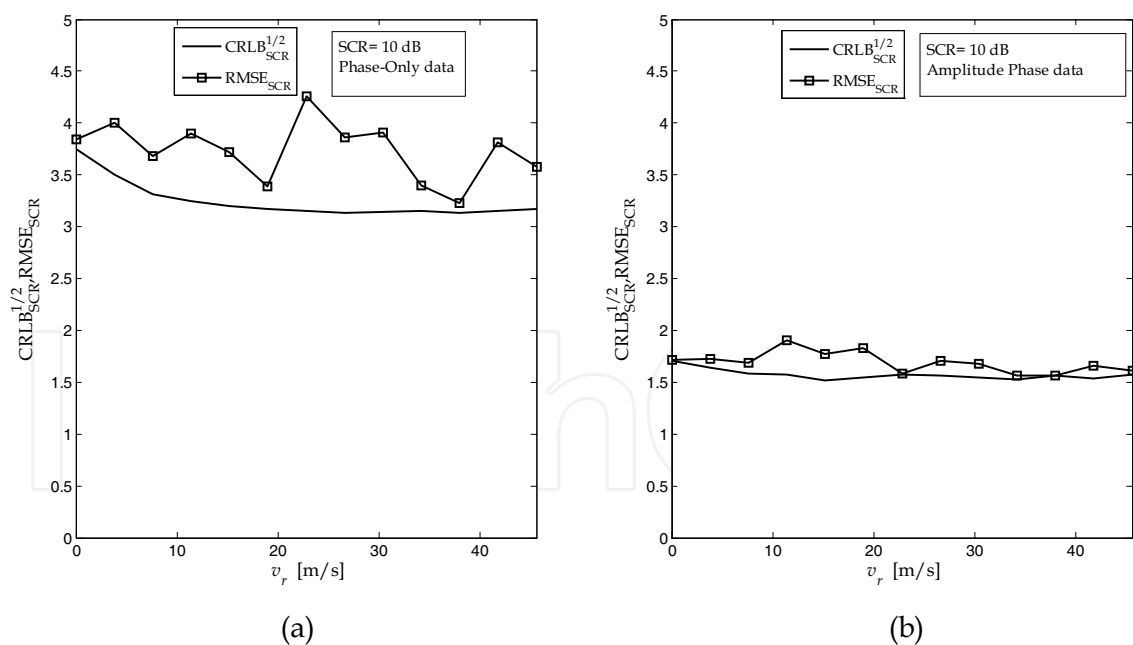 CRLB^{1/2}_{SCR}
RMSE_{SCR}
SCR= 10 dB
Phase-Only data
5
4.5
4
3.5
3
2.5
2
1.5
1
0.5
0
CRLB^{1/2}_{SCR},RMSE_{SCR}
0 10 20 30 40
v_r [m/s]
(a)
CRLB^{1/2}_{SCR}
RMSE_{SCR}
SCR= 10 dB
Amplitude Phase data
5
4.5
4
3.5
3
2.5
2
1.5
1
0.5
0
CRLB^{1/2}_{SCR},RMSE_{SCR}
0 10 20 30 40
v_r [m/s]
(b)